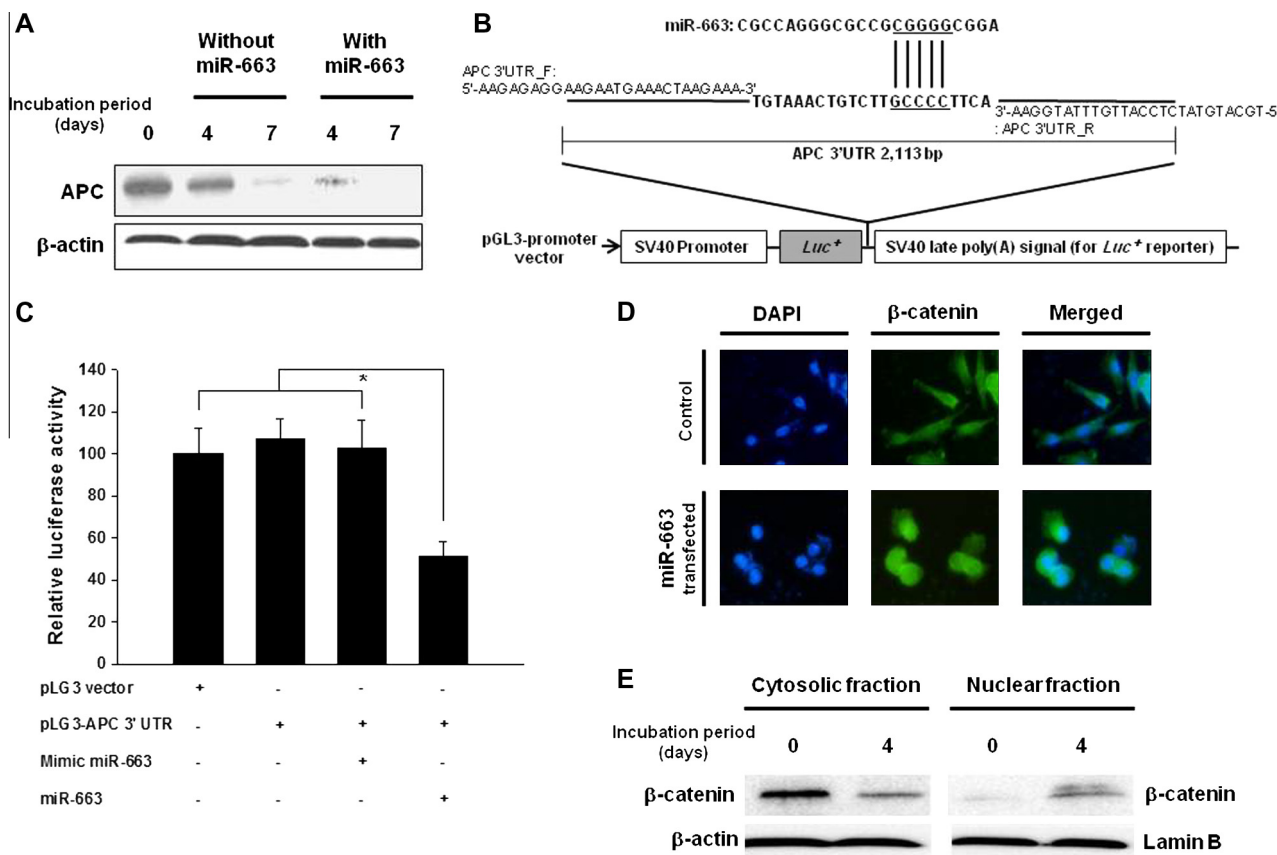 A
Without
miR-663
With
miR-663
Incubation period
(days)
0 4 7 4 7
APC
β-actin
B
miR-663: CGCCAGGGCGCCGCGGGGCGGA
APC 3'UTR_F:
5'-AAGAGAGGAAGAATGAAACTAAGAAA-3'
TGTAAACTGTCTTGCCCCTTCA
3'-AAGGTATTTGTTACCTCTATGTACGT-5
: APC 3'UTR_R
APC 3'UTR 2,113 bp
pGL3-promoter
vector
SV40 Promoter
Luc+
SV40 late poly(A) signal (for Luc+ reporter)
C
Relative luciferase activity
140
120
100
80
60
40
20
0
*
pLG3 vector + - - -
pLG3-APC 3' UTR - + + +
Mimic miR-663 - - + -
miR-663 - - - +
D
DAPI β-catenin Merged
Control
miR-663
transfected
E
Cytosolic fraction Nuclear fraction
Incubation period
(days)
0 4 0 4
β-catenin β-catenin
β-actin Lamin B